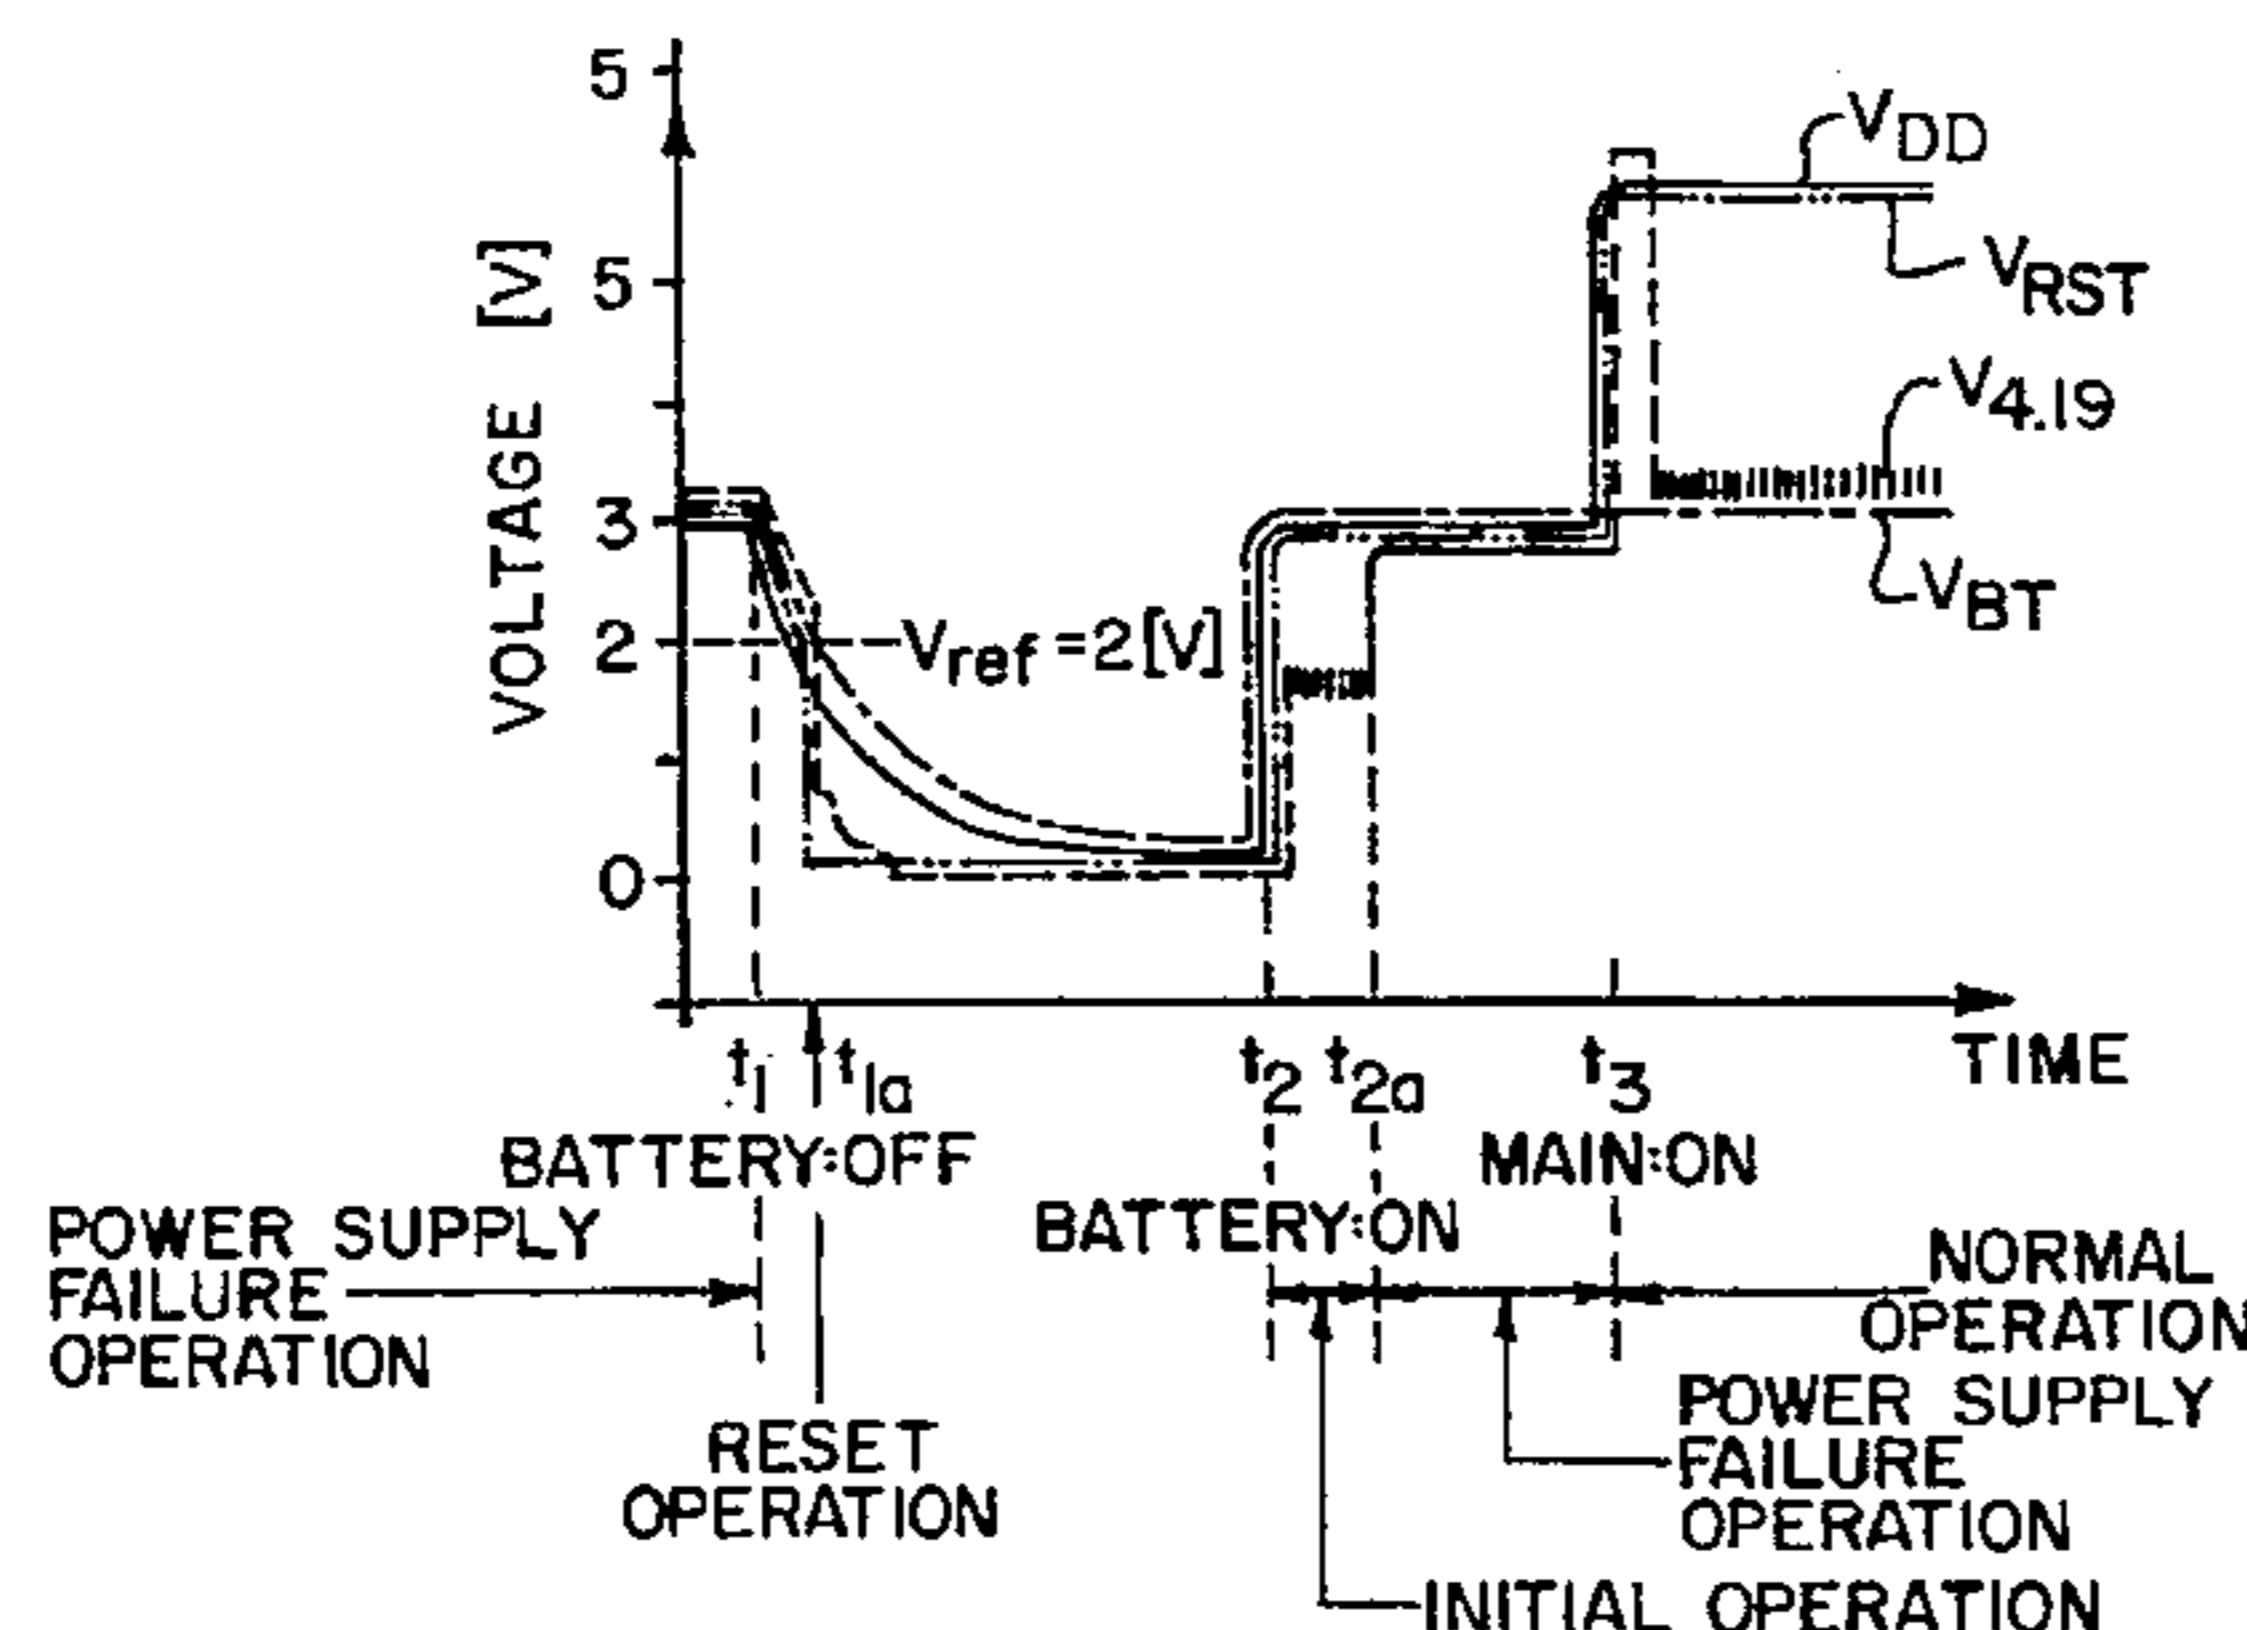 VOLTAGE [V]
5
5
3
2
0
Vref=2[V]
VDD
VRST
V4.19
VBT
t1
t1a
t2
t2a
t3
TIME
BATTERY:OFF
MAIN:ON
BATTERY:ON
POWER SUPPLY
FAILURE
OPERATION
NORMAL
OPERATION
RESET
OPERATION
POWER SUPPLY
FAILURE
OPERATION
INITIAL OPERATION